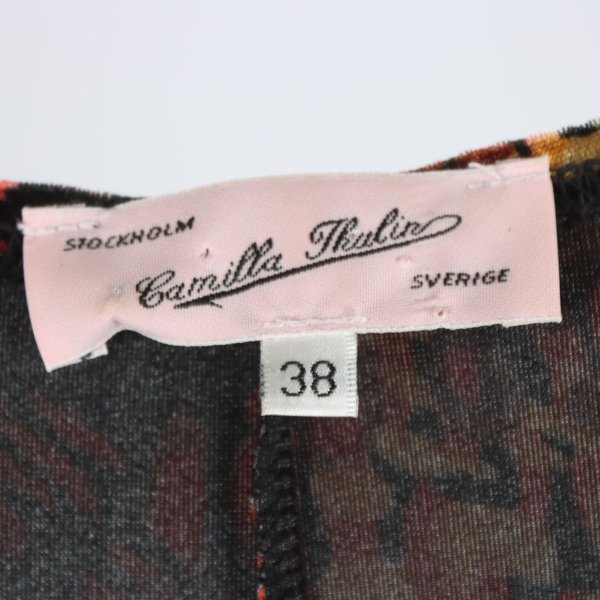 STOCKHOLM
Camilla Thulin
SVERIGE
38